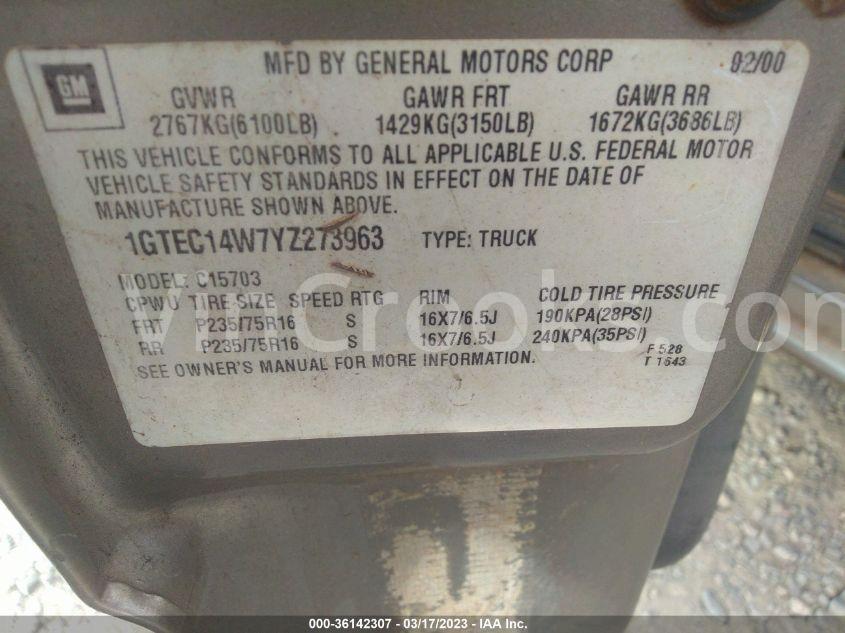 GM
MFD BY GENERAL MOTORS CORP 02/00
GVWR GAWR FRT GAWR RR
2767KG(6100LB) 1429KG(3150LB) 1672KG(3686LB)
THIS VEHICLE CONFORMS TO ALL APPLICABLE U.S. FEDERAL MOTOR
VEHICLE SAFETY STANDARDS IN EFFECT ON THE DATE OF
MANUFACTURE SHOWN ABOVE.
1GTEC14W7YZ273963 TYPE: TRUCK
MODEL: C15703
CPWU TIRE SIZE SPEED RTG RIM COLD TIRE PRESSURE
FRT P235/75R16 S 16X7/6.5J 190KPA(28PSI)
RR P235/75R16 S 16X7/6.5J 240KPA(35PSI)
SEE OWNER'S MANUAL FOR MORE INFORMATION.
F 528
T 1643
000-36142307 - 03/17/2023 - IAA Inc.